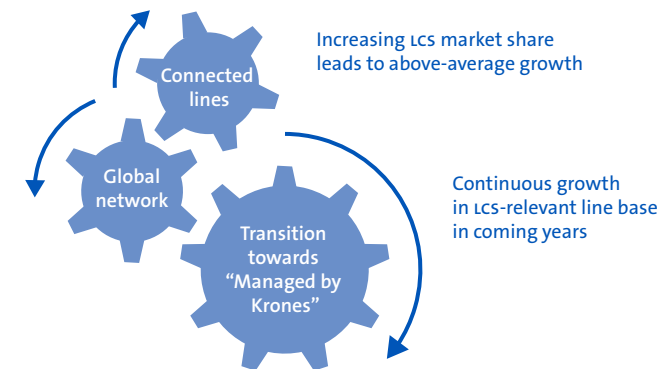 Increasing LCS market share
leads to above-average growth
Connected
lines
Global
network
Continuous growth
in LCS-relevant line base
in coming years
Transition
towards
“Managed by
Krones”